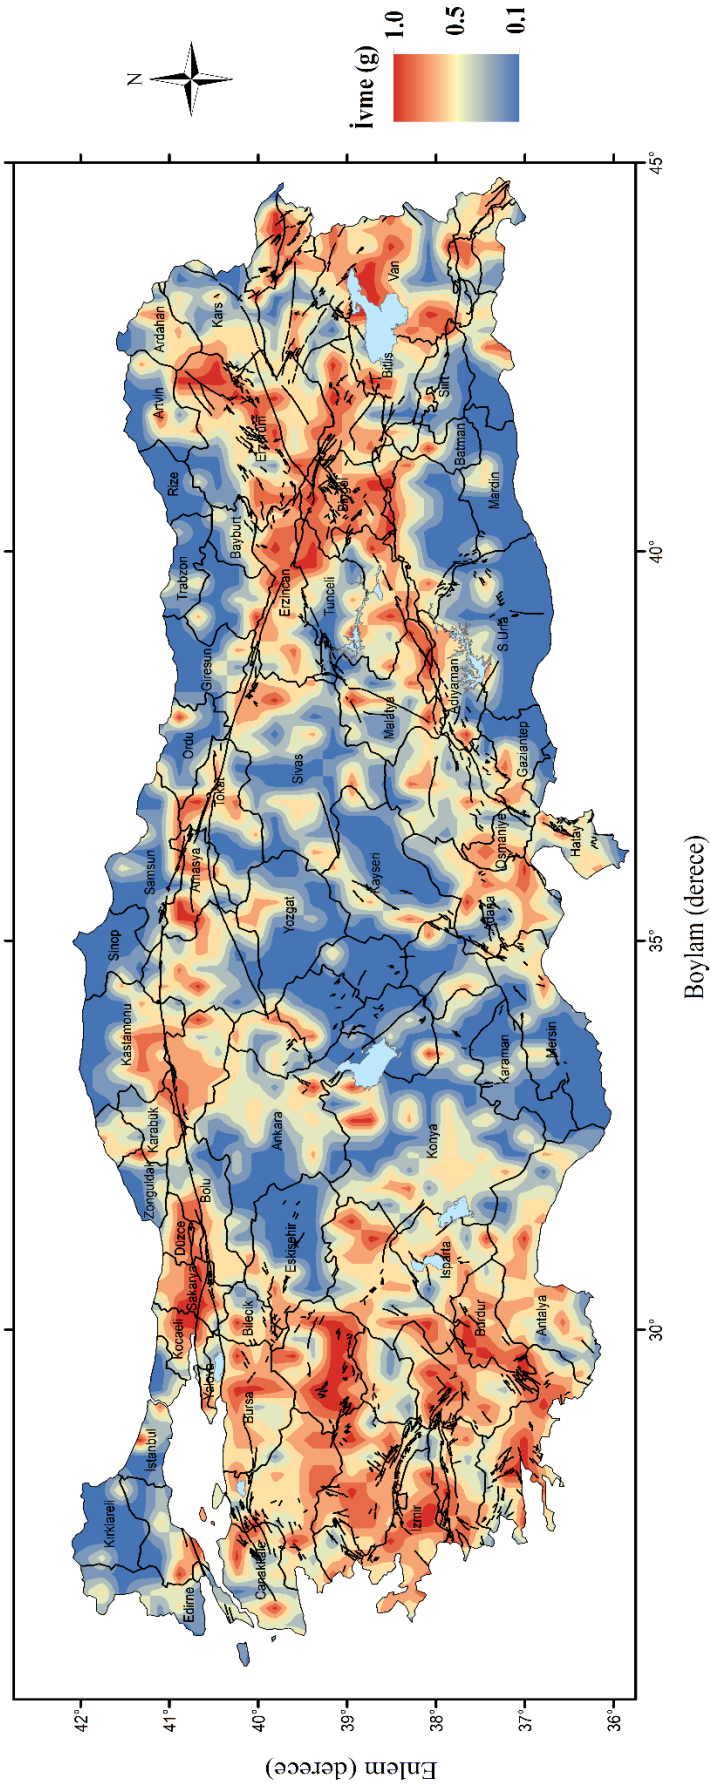 N
İvme (g)
1.0
0.5
0.1
Enlem (derece)
42°
41°
40°
39°
38°
37°
36°
30°
35°
40°
45°
Boylam (derece)
Kırklareli
Edirne
İstanbul
Kocaeli
Yalova
Sakarya
Düzce
Zonguldak
Bolu
Karabük
Kastamonu
Sinop
Samsun
Amasya
Tokat
Ordu
Giresun
Trabzon
Rize
Artvin
Ardahan
Kars
Bayburt
Erzurum
Erzincan
Çanakkale
Bursa
Bilecik
Eskişehir
Ankara
Yozgat
Sivas
Tunceli
Bingöl
Kayseri
Malatya
Bitlis
Van
İzmir
Isparta
Konya
Burdur
Antalya
Karaman
Mersin
Adana
Osmaniye
Hatay
Gaziantep
Adıyaman
Ş.Urfa
Mardin
Batman
Siirt